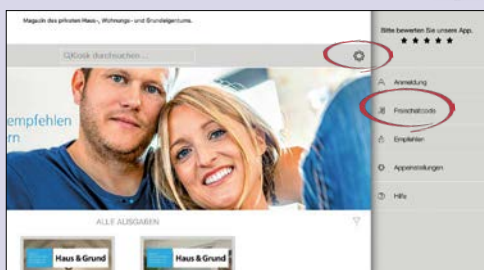 Magazin des privaten Haus-, Wohnungs- und Grundeigentums.
Kiosk durchsuchen ...
empfehlen
rn
ALLE AUSGABEN
Haus & Grund
Haus & Grund
Bitte bewerten Sie unsere App.
Anmeldung
Freischaltcode
Empfehlen
Appeinstellungen
Hilfe